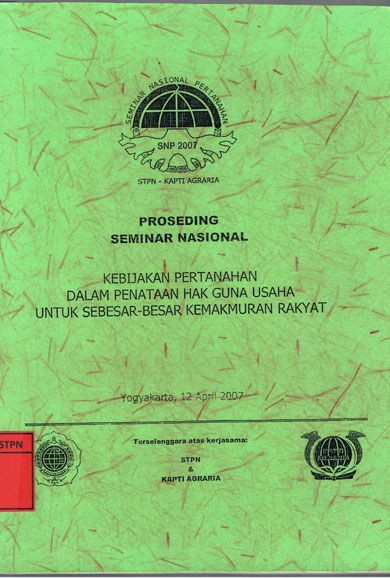 SEMINAR NASIONAL PERTANAHAN
SNP 2007
STPN - KAPTI AGRARIA
PROSEDING
SEMINAR NASIONAL
KEBIJAKAN PERTANAHAN
DALAM PENATAAN HAK GUNA USAHA
UNTUK SEBESAR-BESAR KEMAKMURAN RAKYAT
Yogyakarta, 12 April 2007
Terselenggara atas kerjasama:
STPN
STPN
&
KAPTI AGRARIA